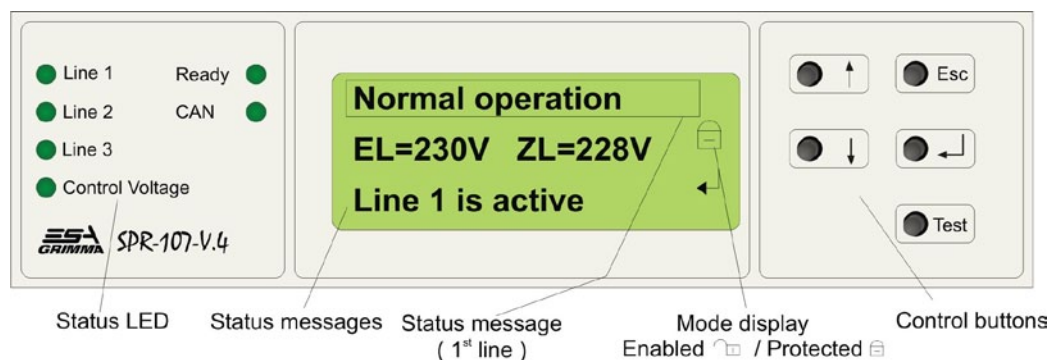 Line 1
Ready
Line 2
CAN
Line 3
Control Voltage
ESA
GRIMMA
SPR-107-V.4
Normal operation
EL=230V ZL=228V
Line 1 is active
↑
Esc
↓
Test
Status LED
Status messages
Status message
( 1st line )
Mode display
Enabled / Protected
Control buttons